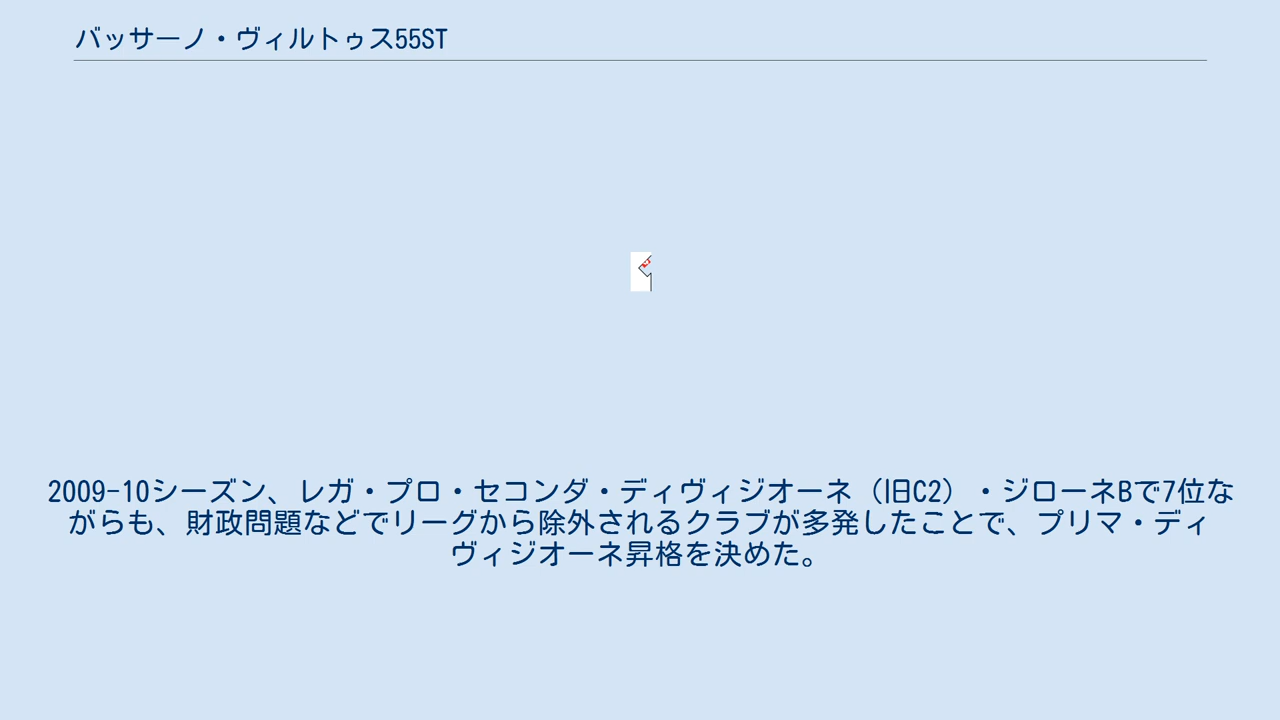 バッサーノ・ヴィルトゥス55ST
2009-10シーズン、レガ・プロ・セコンダ・ディヴィジオーネ（旧C2）・ジローネBで7位な
がらも、財政問題などでリーグから除外されるクラブが多発したことで、プリマ・ディ
ヴィジオーネ昇格を決めた。